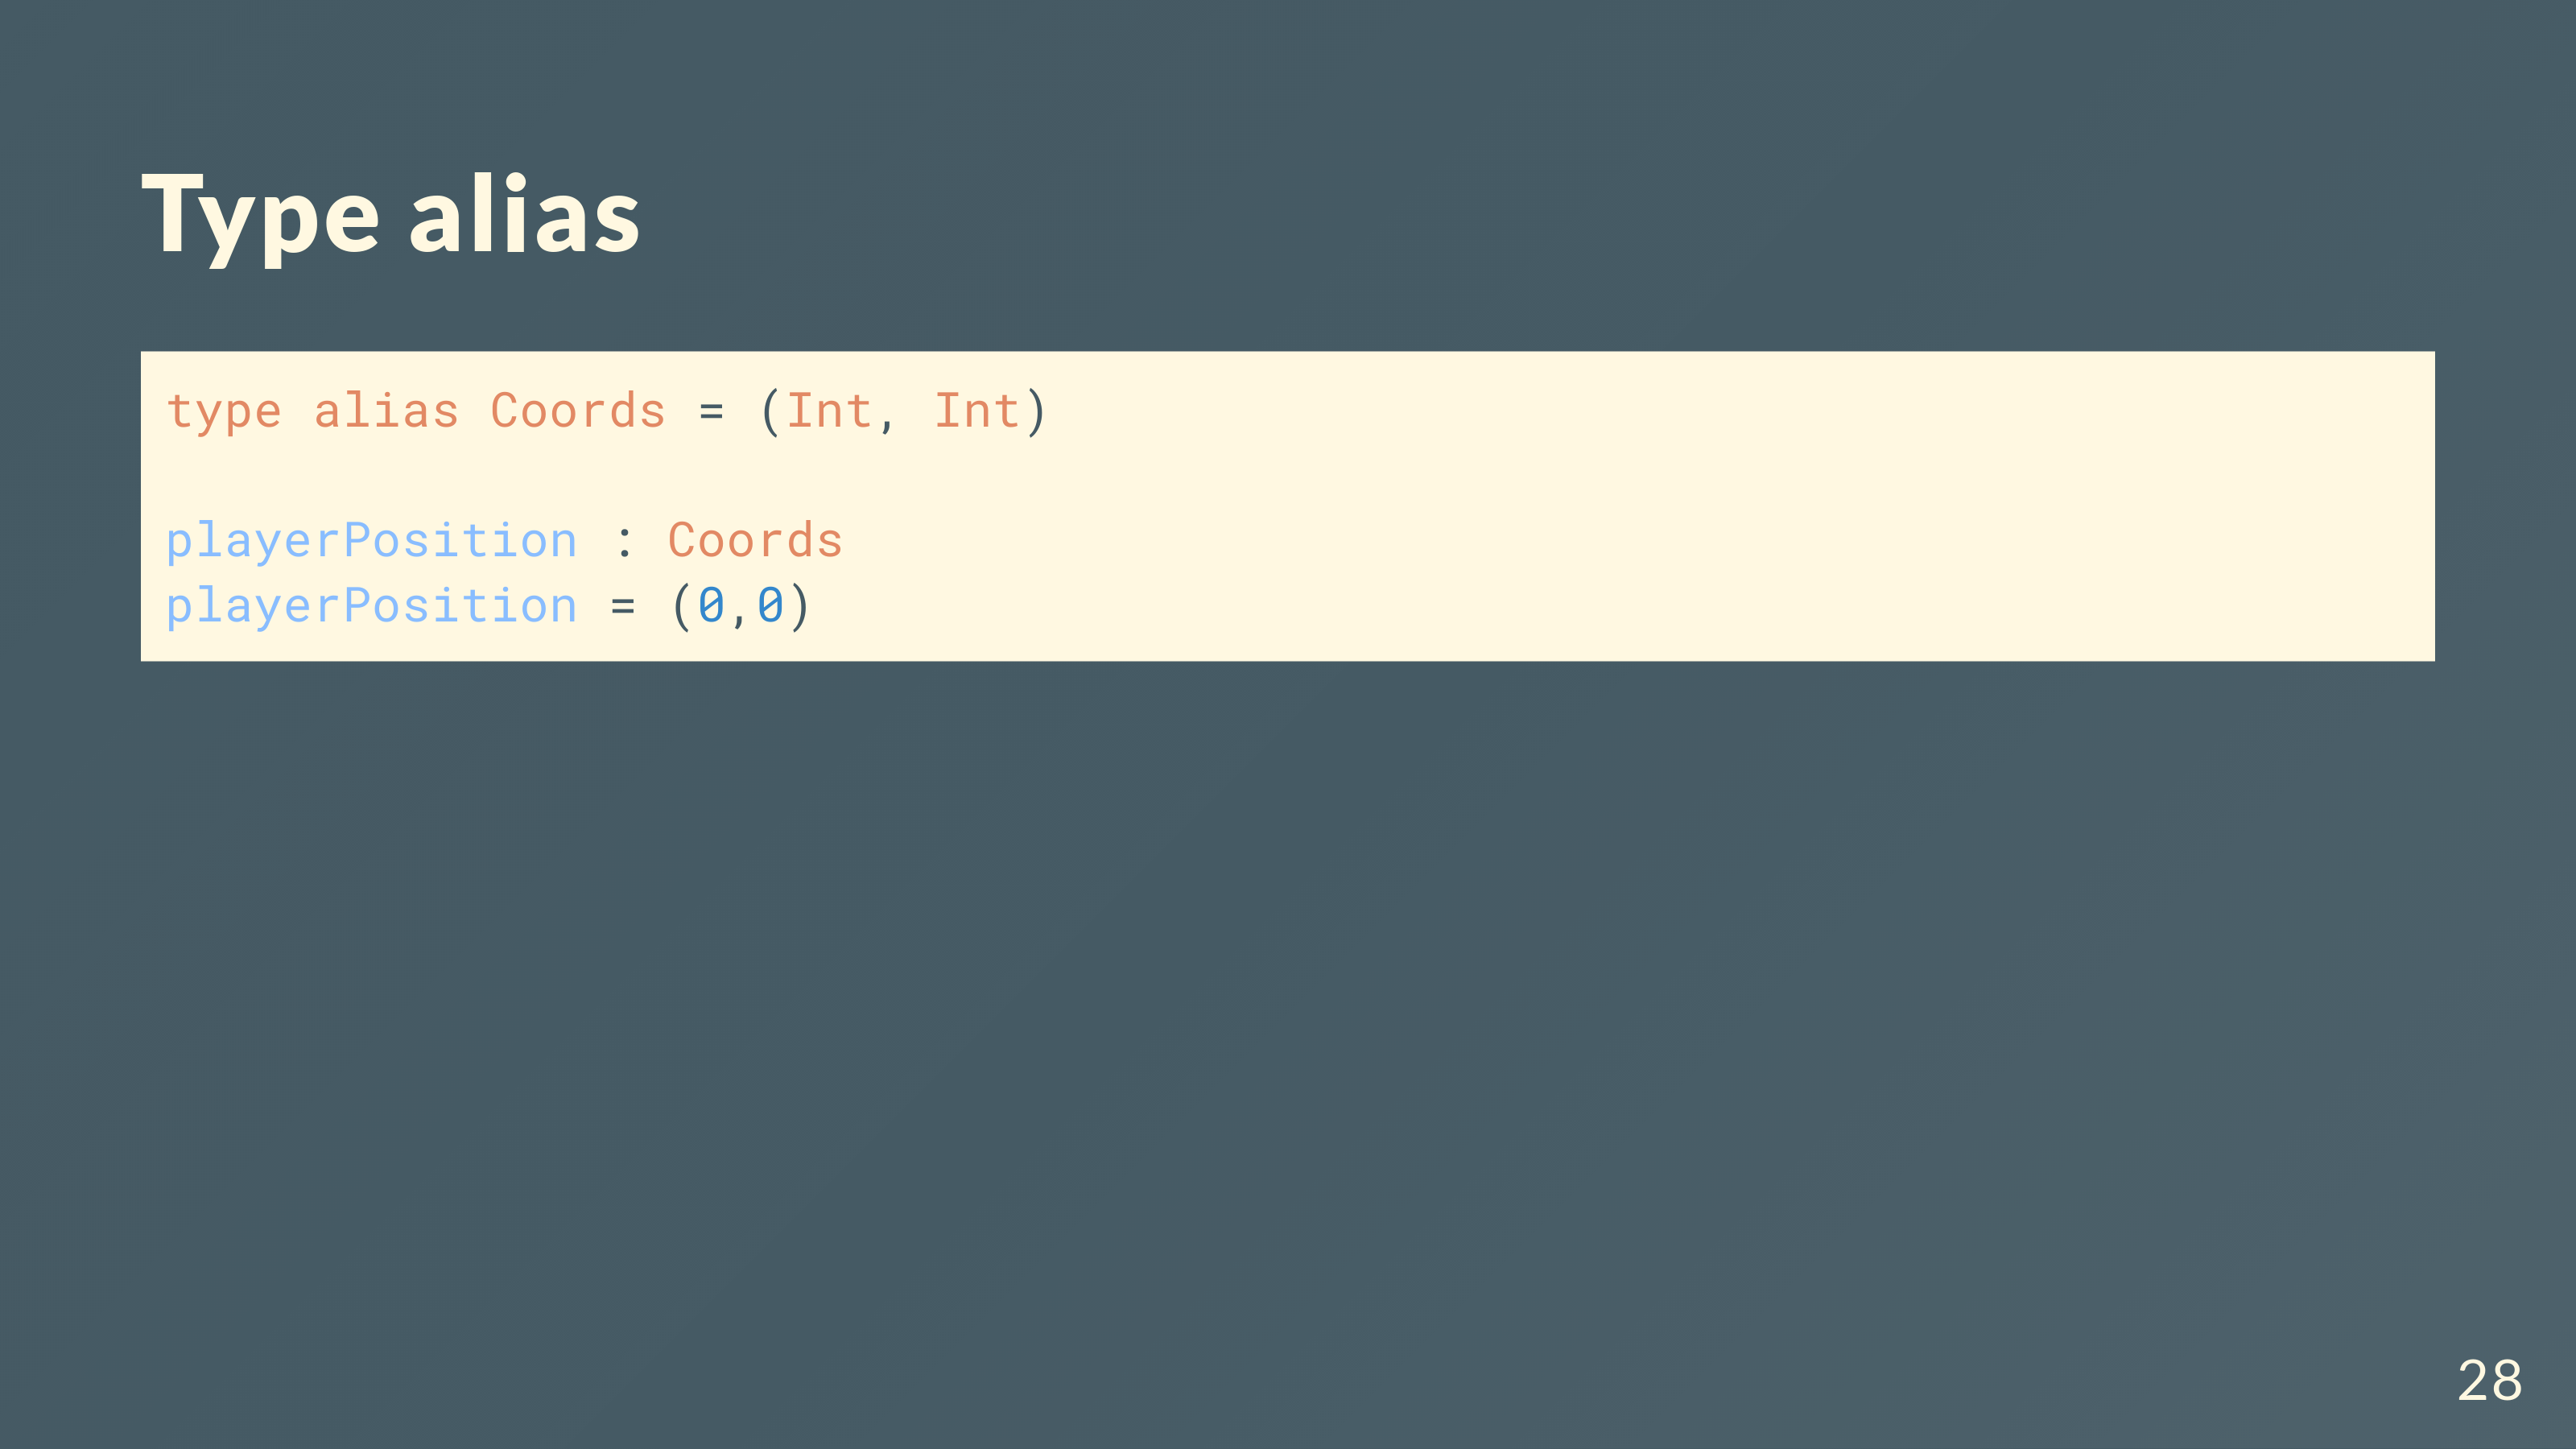 Type alias
type alias Coords = (Int, Int)
playerPosition : Coords
playerPosition = (0,0)
28